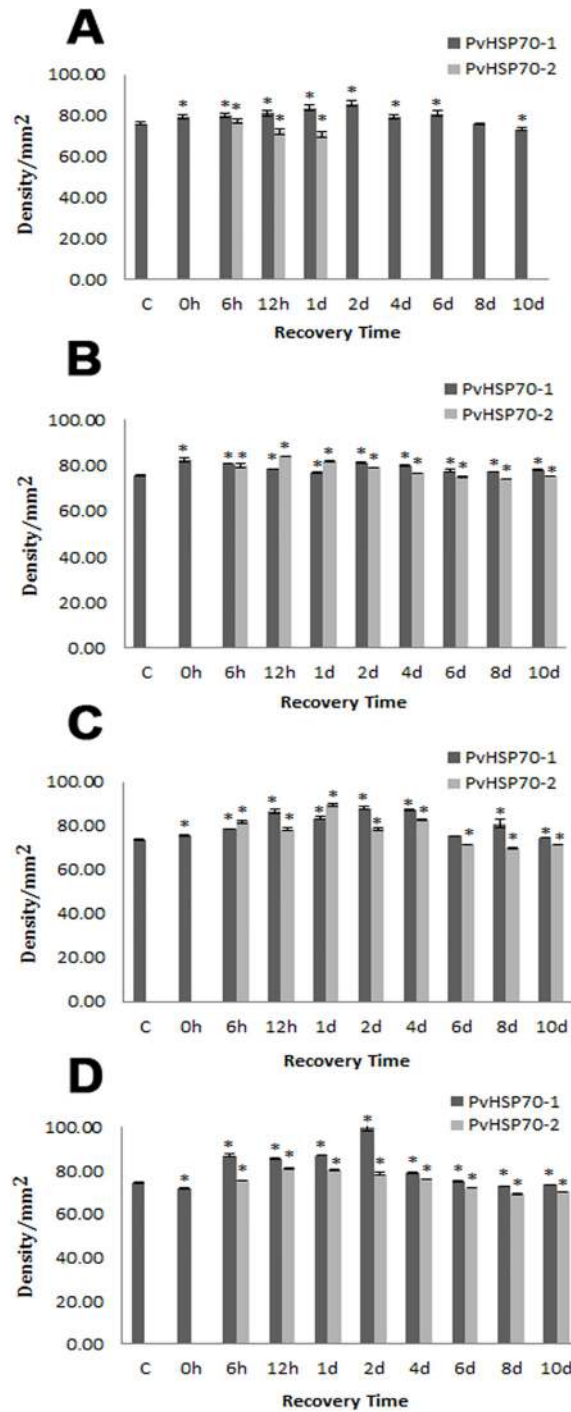 A
PvHSP70-1
PvHSP70-2
100.00
80.00
60.00
40.00
20.00
0.00
Density/mm2
* * * * * * * * * * *
C 0h 6h 12h 1d 2d 4d 6d 8d 10d
Recovery Time
B
PvHSP70-1
PvHSP70-2
100.00
80.00
60.00
40.00
20.00
0.00
Density/mm2
* * * * * * * * * * * * * * * * *
C 0h 6h 12h 1d 2d 4d 6d 8d 10d
Recovery Time
C
PvHSP70-1
PvHSP70-2
100.00
80.00
60.00
40.00
20.00
0.00
Density/mm2
* * * * * * * * * * * * * * * *
C 0h 6h 12h 1d 2d 4d 6d 8d 10d
Recovery Time
D
PvHSP70-1
PvHSP70-2
100.00
80.00
60.00
40.00
20.00
0.00
Density/mm2
* * * * * * * * * * * * * * * * *
C 0h 6h 12h 1d 2d 4d 6d 8d 10d
Recovery Time